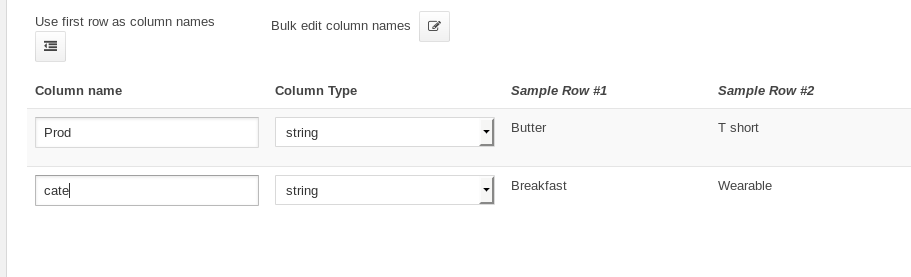 Use first row as column names
Bulk edit column names
Column name Column Type Sample Row #1 Sample Row #2
Prod string Butter T short
cate string Breakfast Wearable